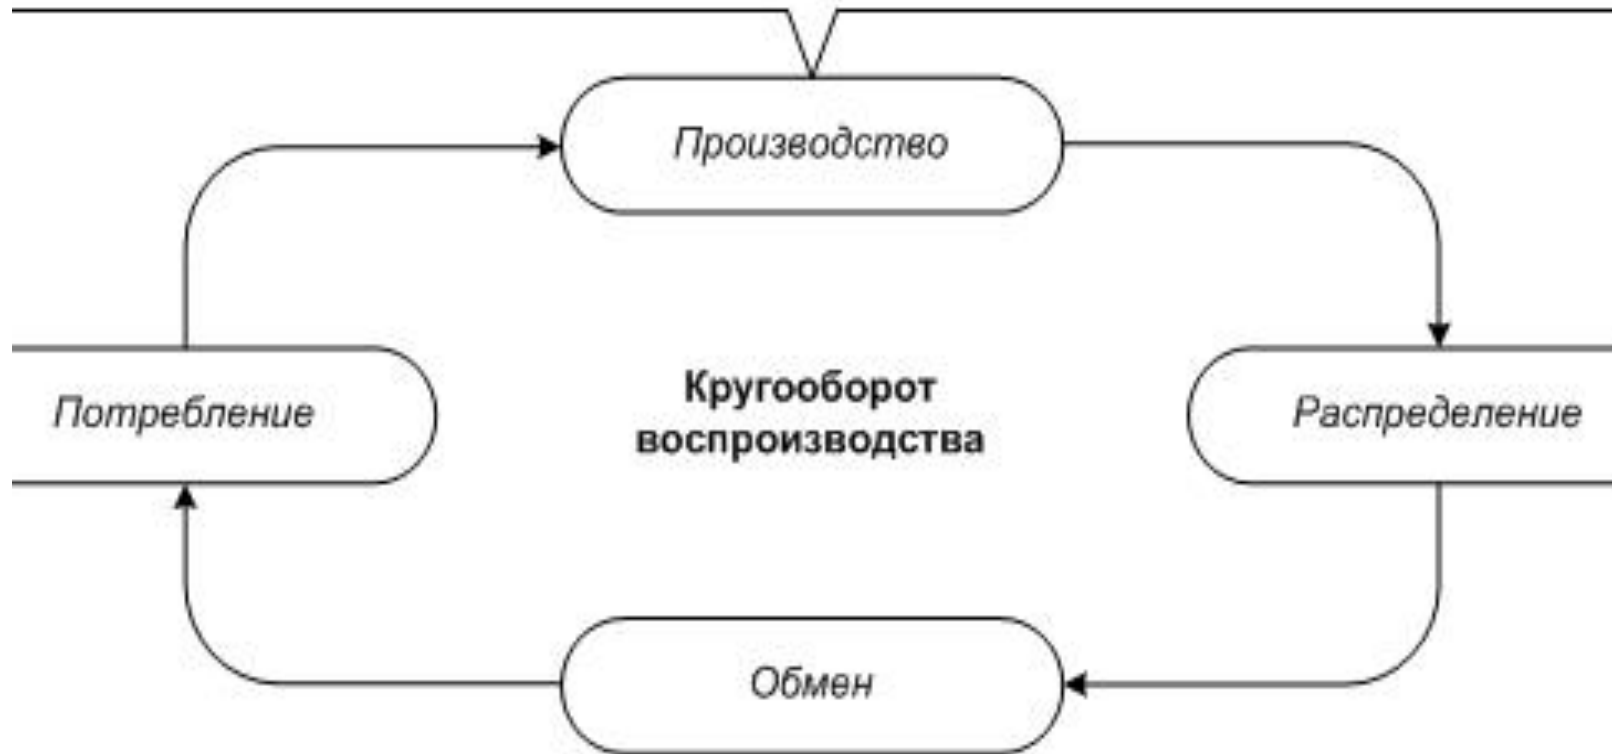 Производство
Потребление
Кругооборот
воспроизводства
Распределение
Обмен